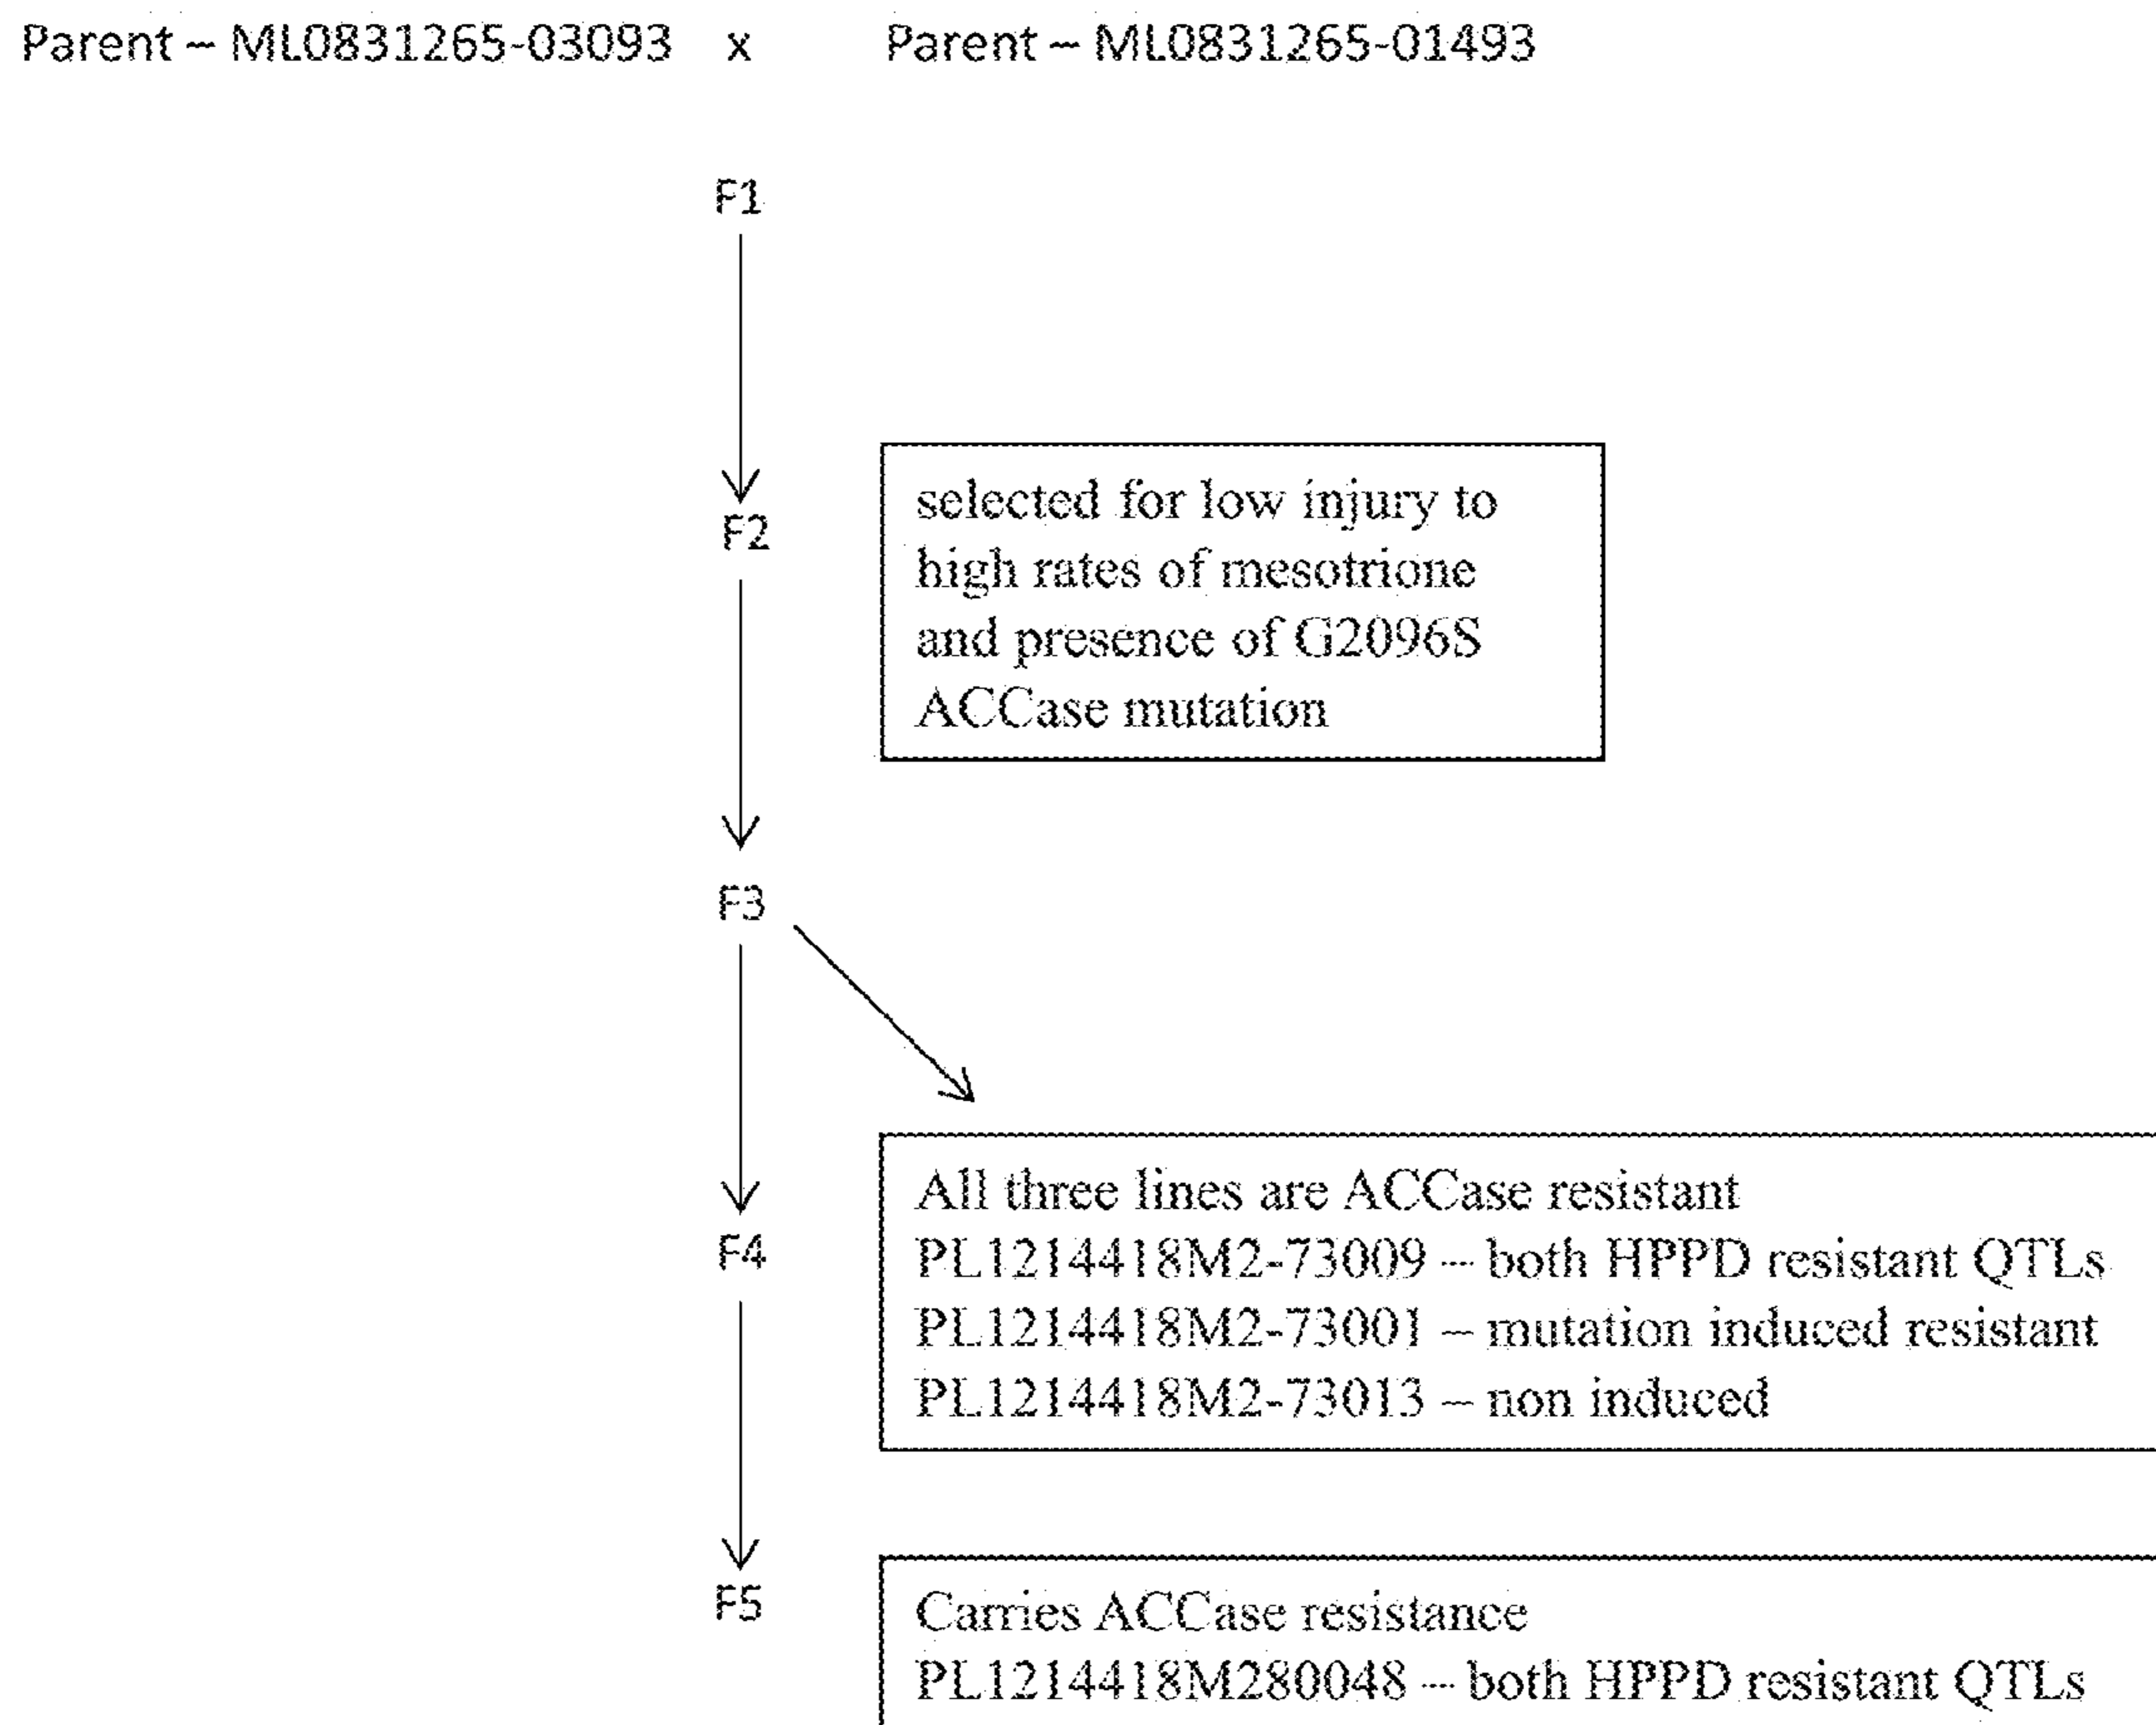 Parent – ML0831265-03093 x Parent – ML0831265-01493
F1
F2
selected for low injury to
high rates of mesotrione
and presence of G2096S
ACCase mutation
F3
F4
All three lines are ACCase resistant
PL1214418M2-73009 – both HPPD resistant QTLs
PL1214418M2-73001 – mutation induced resistant
PL1214418M2-73013 – non induced
F5
Carries ACCase resistance
PL1214418M280048 – both HPPD resistant QTLs